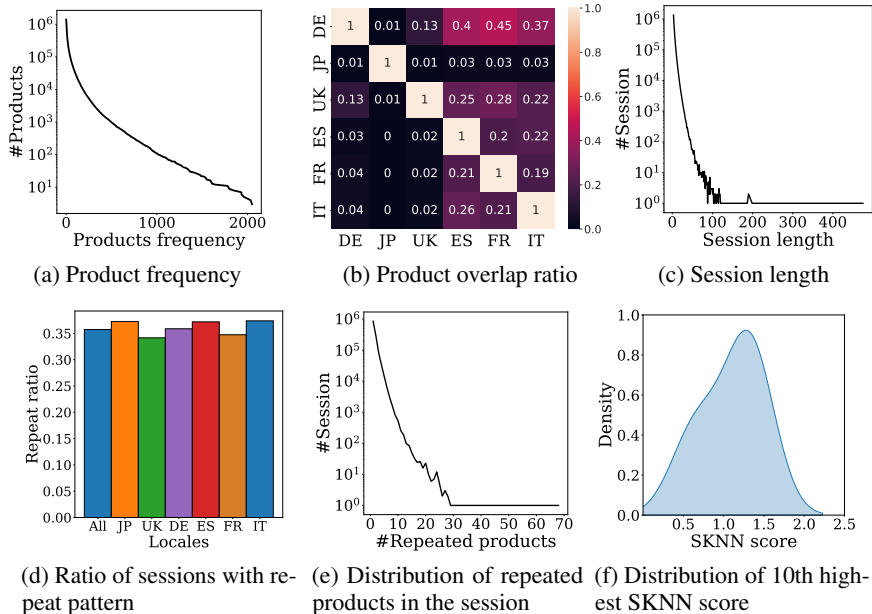 #Products
10^6
10^5
10^4
10^3
10^2
10^1
0 1000 2000
Products frequency
(a) Product frequency
DE 1 0.01 0.13 0.4 0.45 0.37
JP 0.01 1 0.01 0.03 0.03 0.03
UK 0.13 0.01 1 0.25 0.28 0.22
ES 0.03 0 0.02 1 0.2 0.22
FR 0.04 0 0.02 0.21 1 0.19
IT 0.04 0 0.02 0.26 0.21 1
DE JP UK ES FR IT
1.0
0.8
0.6
0.4
0.2
0.0
(b) Product overlap ratio
#Session
10^6
10^5
10^4
10^3
10^2
10^1
10^0
0 100 200 300 400
Session length
(c) Session length
Repeat ratio
0.35
0.30
0.25
0.20
0.15
0.10
0.05
0.00
All JP UK DE ES FR IT
Locales
(d) Ratio of sessions with re-
peat pattern
#Session
10^6
10^5
10^4
10^3
10^2
10^1
10^0
0 10 20 30 40 50 60 70
#Repeated products
(e) Distribution of repeated
products in the session
Density
1.0
0.8
0.6
0.4
0.2
0.0
0.5 1.0 1.5 2.0 2.5
SKNN score
(f) Distribution of 10th high-
est SKNN score